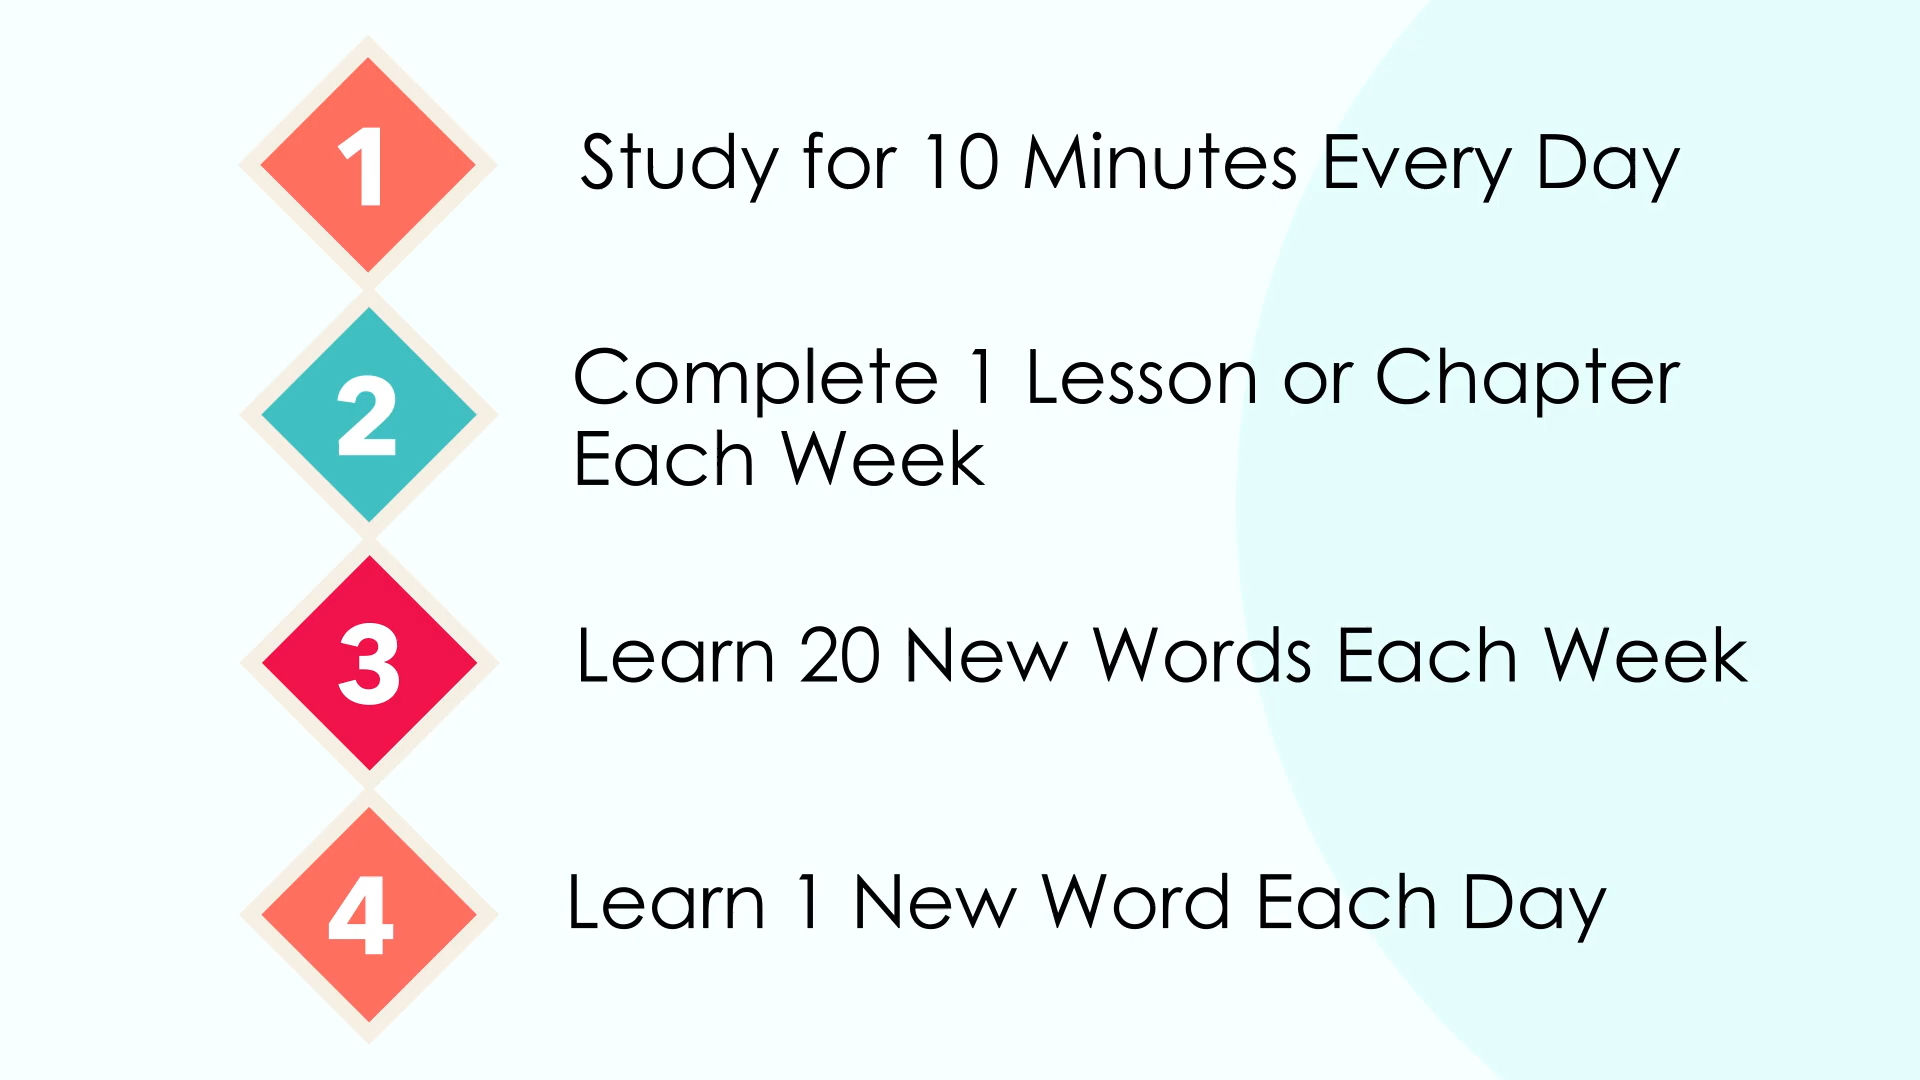 1
Study for 10 Minutes Every Day
2
Complete 1 Lesson or Chapter
Each Week
3
Learn 20 New Words Each Week
4
Learn 1 New Word Each Day